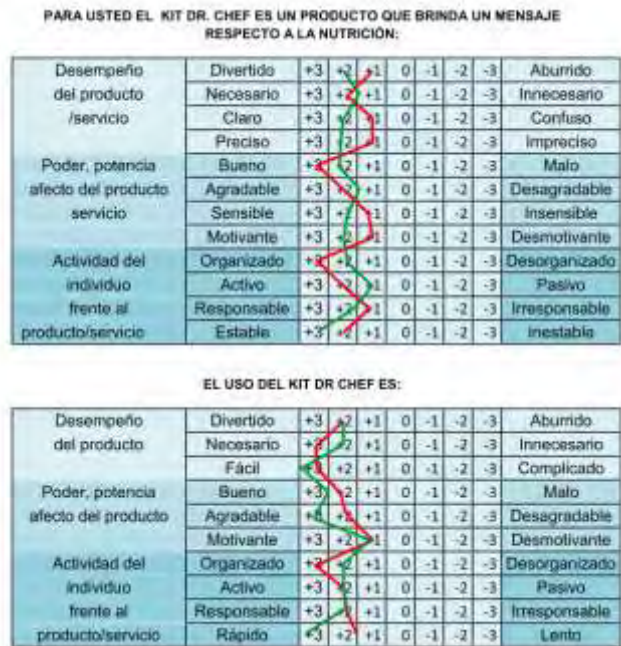 PARA USTED EL KIT DR. CHEF ES UN PRODUCTO QUE BRINDA UN MENSAJE
RESPECTO A LA NUTRICIÓN:
Desempeño Divertido +3 +2 +1 0 -1 -2 -3 Aburrido
del producto Necesario +3 +2 +1 0 -1 -2 -3 Innecesario
/servicio Claro +3 +2 +1 0 -1 -2 -3 Confuso
Preciso +3 +2 +1 0 -1 -2 -3 Impreciso
Poder, potencia Bueno +3 +2 +1 0 -1 -2 -3 Malo
afecto del producto Agradable +3 +2 +1 0 -1 -2 -3 Desagradable
servicio Sensible +3 +2 +1 0 -1 -2 -3 Insensible
Motivante +3 +2 +1 0 -1 -2 -3 Desmotivante
Actividad del Organizado +3 +2 +1 0 -1 -2 -3 Desorganizado
individuo Activo +3 +2 +1 0 -1 -2 -3 Pasivo
frente al Responsable +3 +2 +1 0 -1 -2 -3 Irresponsable
producto/servicio Estable +3 +2 +1 0 -1 -2 -3 Inestable
EL USO DEL KIT DR CHEF ES:
Desempeño Divertido +3 +2 +1 0 -1 -2 -3 Aburrido
del producto Necesario +3 +2 +1 0 -1 -2 -3 Innecesario
Fácil +3 +2 +1 0 -1 -2 -3 Complicado
Poder, potencia Bueno +3 +2 +1 0 -1 -2 -3 Malo
afecto del producto Agradable +3 +2 +1 0 -1 -2 -3 Desagradable
Motivante +3 +2 +1 0 -1 -2 -3 Desmotivante
Actividad del Organizado +3 +2 +1 0 -1 -2 -3 Desorganizado
individuo Activo +3 +2 +1 0 -1 -2 -3 Pasivo
frente al Responsable +3 +2 +1 0 -1 -2 -3 Irresponsable
producto/servicio Rápido +3 +2 +1 0 -1 -2 -3 Lento